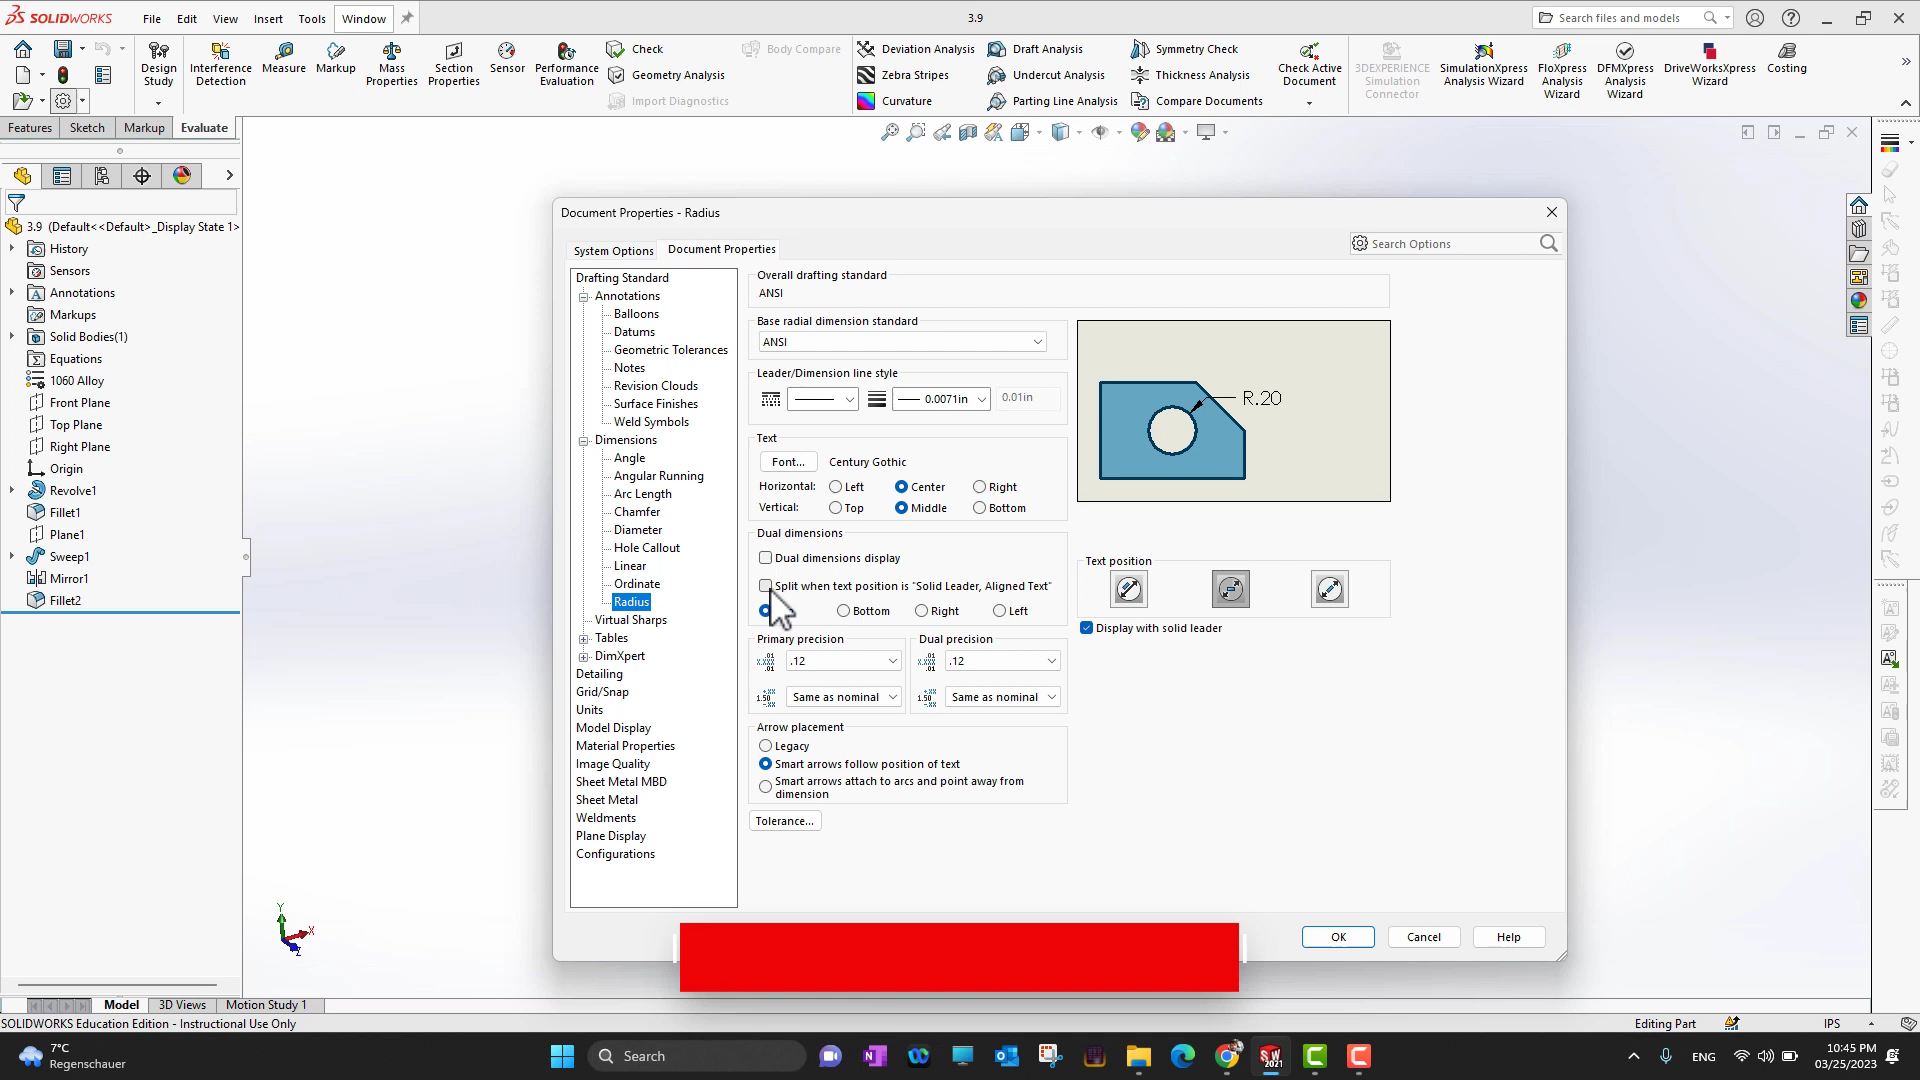 SOLIDWORKS File Edit View Insert Tools Window 3.9 Search files and models
Design Study
Interference Detection
Measure
Markup
Mass Properties
Section Properties
Sensor
Performance Evaluation
Check
Geometry Analysis
Import Diagnostics
Body Compare
Deviation Analysis
Zebra Stripes
Curvature
Draft Analysis
Undercut Analysis
Parting Line Analysis
Symmetry Check
Thickness Analysis
Compare Documents
Check Active Document
3DEXPERIENCE Simulation Connector
SimulationXpress Analysis Wizard
FloXpress Analysis Wizard
DFMXpress Analysis Wizard
DriveWorksXpress Wizard
Costing
Features Sketch Markup Evaluate
3.9 (Default<<Default>_Display State 1>
History
Sensors
Annotations
Markups
Solid Bodies(1)
Equations
1060 Alloy
Front Plane
Top Plane
Right Plane
Origin
Revolve1
Fillet1
Plane1
Sweep1
Mirror1
Fillet2
Document Properties - Radius
System Options Document Properties
Search Options
Drafting Standard
Annotations
Balloons
Datums
Geometric Tolerances
Notes
Revision Clouds
Surface Finishes
Weld Symbols
Dimensions
Angle
Angular Running
Arc Length
Chamfer
Diameter
Hole Callout
Linear
Ordinate
Radius
Virtual Sharps
Tables
DimXpert
Detailing
Grid/Snap
Units
Model Display
Material Properties
Image Quality
Sheet Metal MBD
Sheet Metal
Weldments
Plane Display
Configurations
Overall drafting standard
ANSI
Base radial dimension standard
ANSI
Leader/Dimension line style
0.0071in 0.01in
Text
Font... Century Gothic
Horizontal: Left Center Right
Vertical: Top Middle Bottom
Dual dimensions
Dual dimensions display
Split when text position is "Solid Leader, Aligned Text"
Bottom Right Left
Primary precision Dual precision
.12 .12
Same as nominal Same as nominal
Arrow placement
Legacy
Smart arrows follow position of text
Smart arrows attach to arcs and point away from
dimension
Tolerance...
R.20
Text position
Display with solid leader
OK Cancel Help
Y
X
Z
Model 3D Views Motion Study 1
SOLIDWORKS Education Edition - Instructional Use Only Editing Part IPS
7°C
Regenschauer
Search
SW
2021
ENG
10:45 PM
03/25/2023